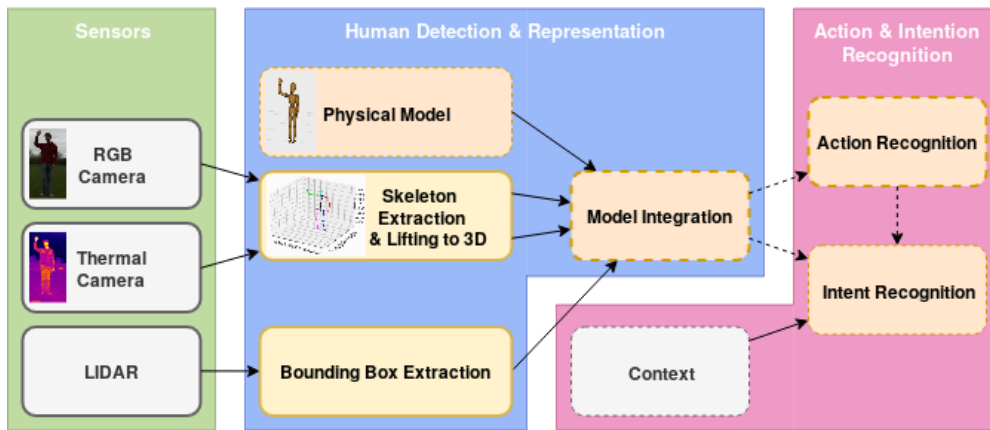 Sensors
RGB
Camera
Thermal
Camera
LIDAR
Human Detection & Representation
Physical Model
Skeleton
Extraction
& Lifting to 3D
Bounding Box Extraction
Model Integration
Action & Intention
Recognition
Action Recognition
Intent Recognition
Context